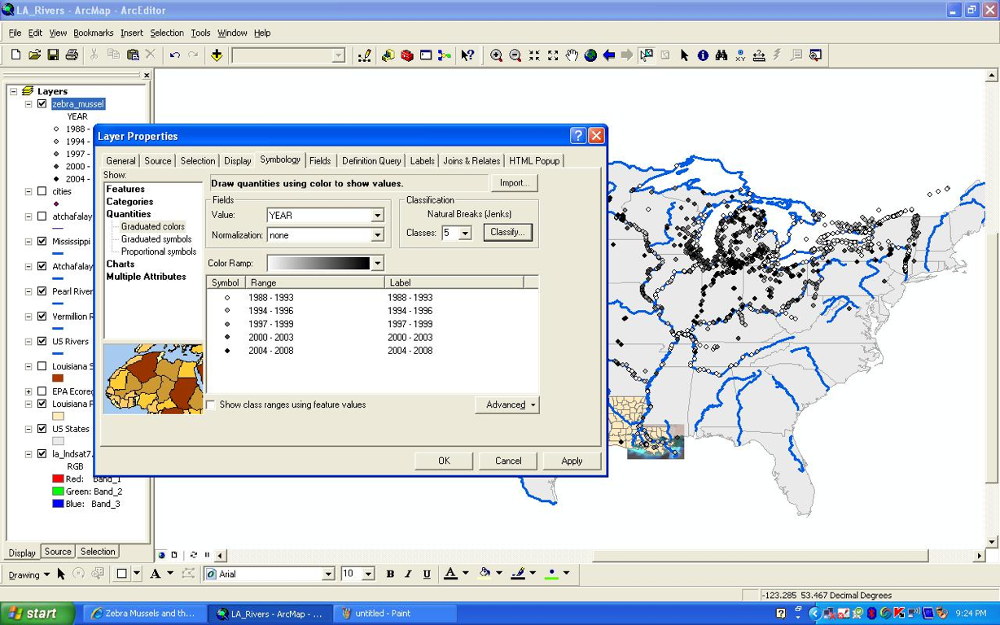 LA_Rivers - ArcMap - ArcEditor
File Edit View Bookmarks Insert Selection Tools Window Help
Layers
zebra_mussel
YEAR
1988 -
1994 -
1997 -
2000 -
2004 -
cities
atchafalay
Mississippi
Atchafalay
Pearl River
Vermillion R
US Rivers
Louisiana S
EPA Ecoreg
Louisiana P
US States
la_lndsat7.
RGB
Red: Band_1
Green: Band_2
Blue: Band_3
Display Source Selection
Layer Properties
General Source Selection Display Symbology Fields Definition Query Labels Joins & Relates HTML Popup
Show:
Features
Categories
Quantities
Graduated colors
Graduated symbols
Proportional symbols
Charts
Multiple Attributes
Draw quantities using color to show values.
Import...
Fields
Value: YEAR
Normalization: none
Classification
Natural Breaks (Jenks)
Classes: 5 Classify...
Color Ramp:
Symbol Range Label
1988 - 1993 1988 - 1993
1994 - 1996 1994 - 1996
1997 - 1999 1997 - 1999
2000 - 2003 2000 - 2003
2004 - 2008 2004 - 2008
Show class ranges using feature values
Advanced
OK Cancel Apply
Drawing A Arial 10 B I U A
-123.285 53.467 Decimal Degrees
start Zebra Mussels and th... LA_Rivers - ArcMap - ... untitled - Paint 9:24 PM